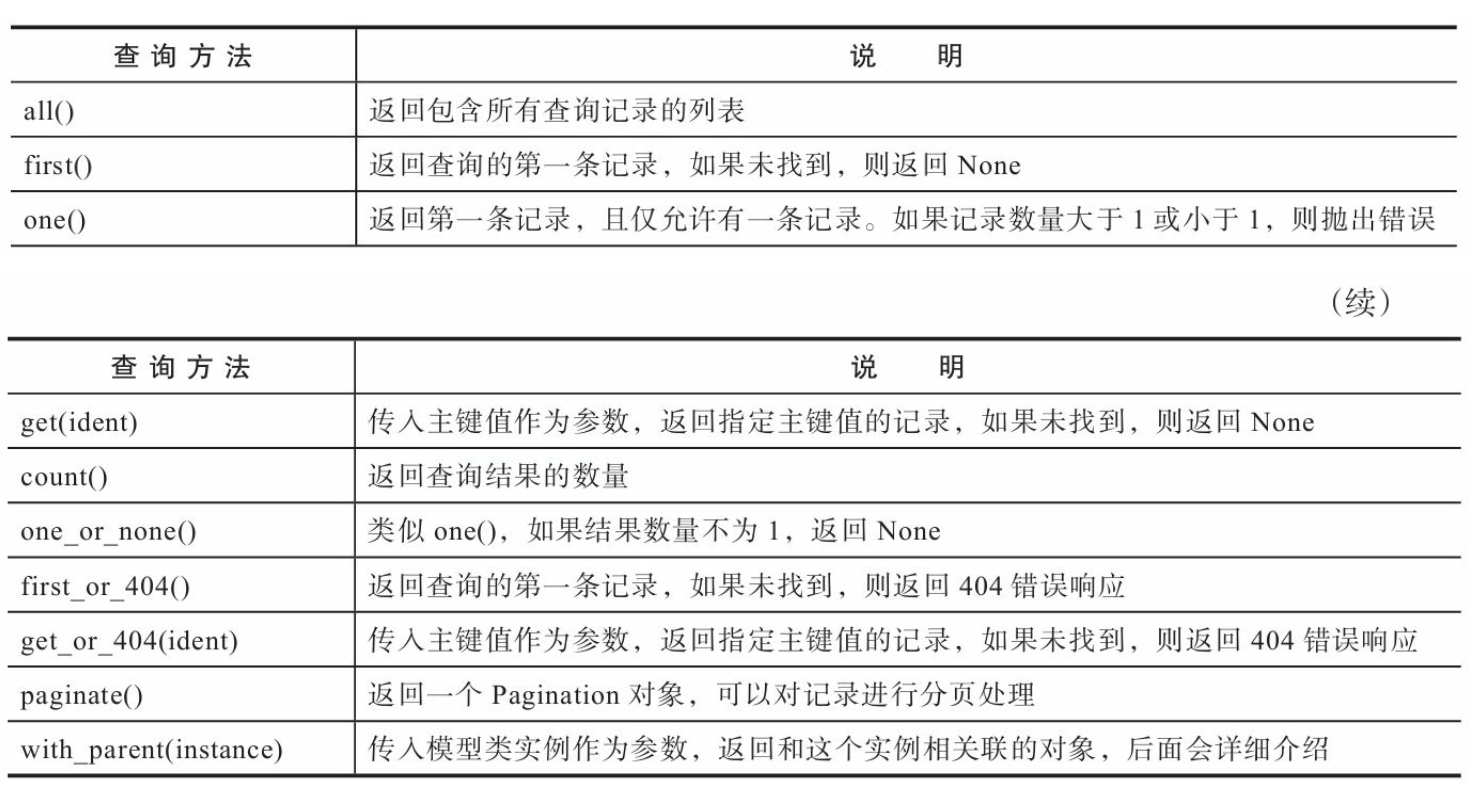 查询方法 说 明
all() 返回包含所有查询记录的列表
first() 返回查询的第一条记录，如果未找到，则返回 None
one() 返回第一条记录，且仅允许有一条记录。如果记录数量大于 1 或小于 1，则抛出错误
（续）
查询方法 说 明
get(ident) 传入主键值作为参数，返回指定主键值的记录，如果未找到，则返回 None
count() 返回查询结果的数量
one_or_none() 类似 one()，如果结果数量不为 1，返回 None
first_or_404() 返回查询的第一条记录，如果未找到，则返回 404 错误响应
get_or_404(ident) 传入主键值作为参数，返回指定主键值的记录，如果未找到，则返回 404 错误响应
paginate() 返回一个 Pagination 对象，可以对记录进行分页处理
with_parent(instance) 传入模型类实例作为参数，返回和这个实例相关联的对象，后面会详细介绍